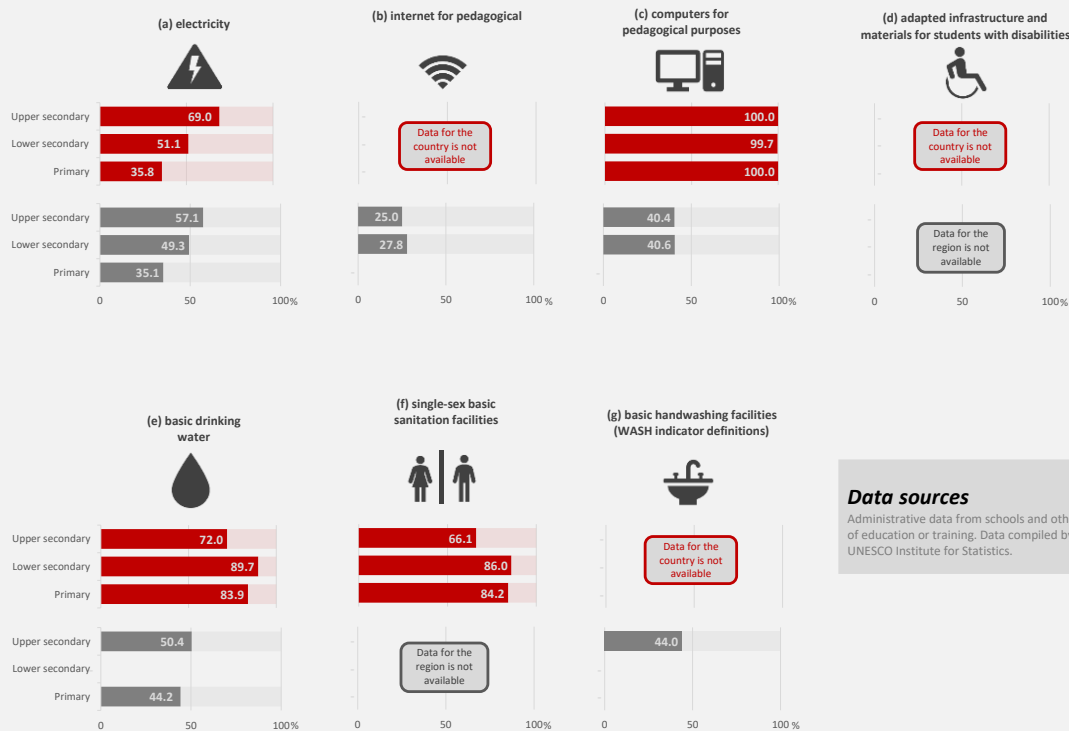 (a) electricity
(b) internet for pedagogical
(c) computers for
pedagogical purposes
(d) adapted infrastructure and
materials for students with disabilities
Upper secondary
69.0
Lower secondary
51.1
Primary
35.8
Data for the
country is not
available
100.0
99.7
100.0
Data for the
country is not
available
Upper secondary
57.1
Lower secondary
49.3
Primary
35.1
25.0
27.8
40.4
40.6
Data for the
region is not
available
0 50 100%
0 50 100 %
0 50 100%
0 50 100%
(e) basic drinking
water
(f) single-sex basic
sanitation facilities
(g) basic handwashing facilities
(WASH indicator definitions)
Upper secondary
72.0
Lower secondary
89.7
Primary
83.9
66.1
86.0
84.2
Data for the
country is not
available
Upper secondary
50.4
Lower secondary
Primary
44.2
Data for the
region is not
available
44.0
0 50 100%
0 50 100 %
0 50 100 %
Data sources
Administrative data from schools and oth
of education or training. Data compiled by
UNESCO Institute for Statistics.